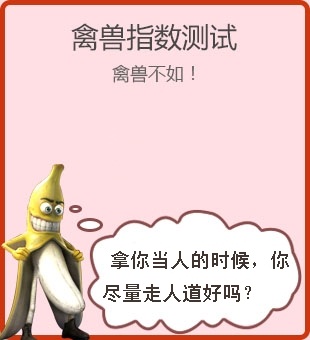 禽兽指数测试
禽兽不如！
拿你当人的时候，你
尽量走人道好吗？